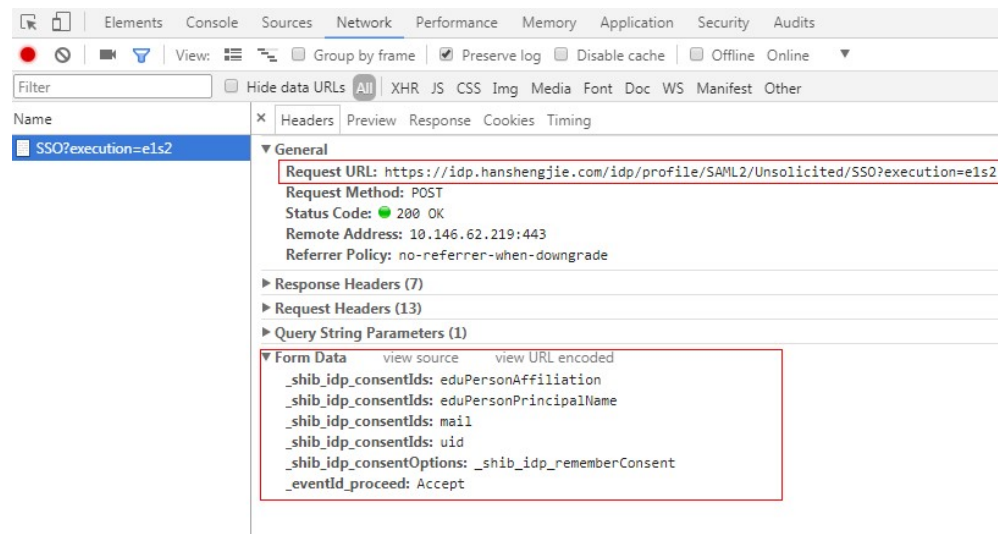 Elements Console Sources Network Performance Memory Application Security Audits
View: Group by frame Preserve log Disable cache Offline Online ▼
Filter Hide data URLs All XHR JS CSS Img Media Font Doc WS Manifest Other
Name × Headers Preview Response Cookies Timing
SSO?execution=e1s2
▼ General
Request URL: https://idp.hanshengjie.com/idp/profile/SAML2/Unsolicited/SSO?execution=e1s2
Request Method: POST
Status Code: 200 OK
Remote Address: 10.146.62.219:443
Referrer Policy: no-referrer-when-downgrade
▶ Response Headers (7)
▶ Request Headers (13)
▶ Query String Parameters (1)
▼ Form Data view source view URL encoded
_shib_idp_consentIds: eduPersonAffiliation
_shib_idp_consentIds: eduPersonPrincipalName
_shib_idp_consentIds: mail
_shib_idp_consentIds: uid
_shib_idp_consentOptions: _shib_idp_rememberConsent
_eventId_proceed: Accept